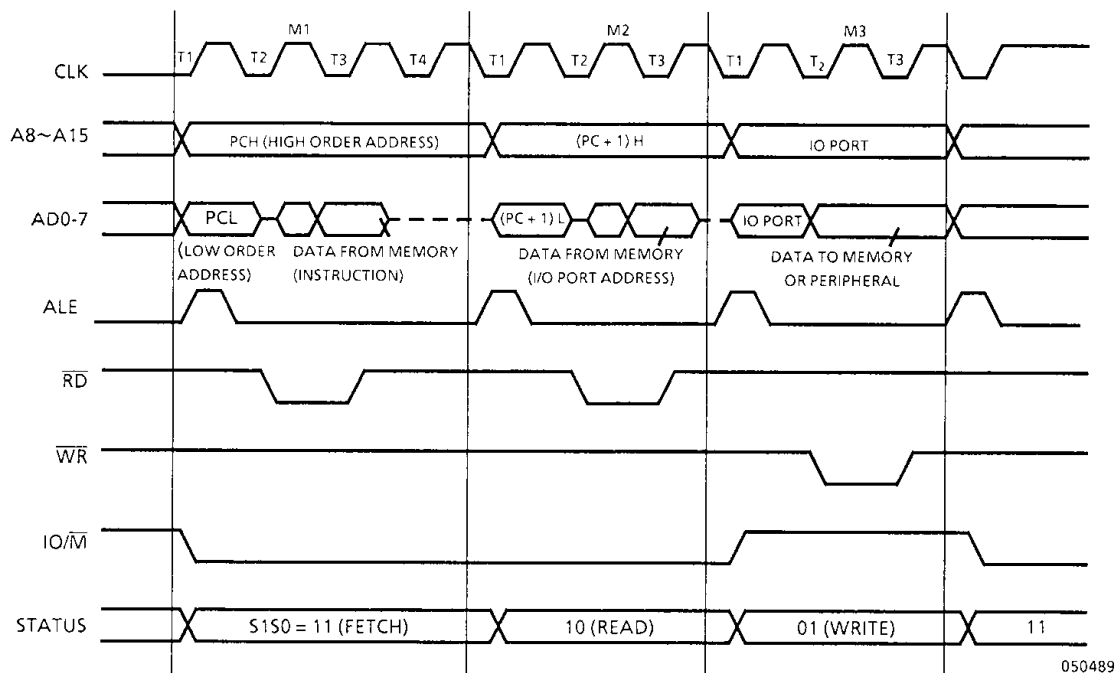 M1 M2 M3
CLK T1 T2 T3 T4 T1 T2 T3 T1 T2 T3
A8~A15 PCH (HIGH ORDER ADDRESS) (PC + 1) H IO PORT
AD0-7 PCL (PC + 1) L IO PORT
(LOW ORDER ADDRESS)
DATA FROM MEMORY
(INSTRUCTION)
DATA FROM MEMORY
(I/O PORT ADDRESS)
DATA TO MEMORY
OR PERIPHERAL
ALE
RD
WR
IO/M
STATUS S1S0 = 11 (FETCH) 10 (READ) 01 (WRITE) 11
050489